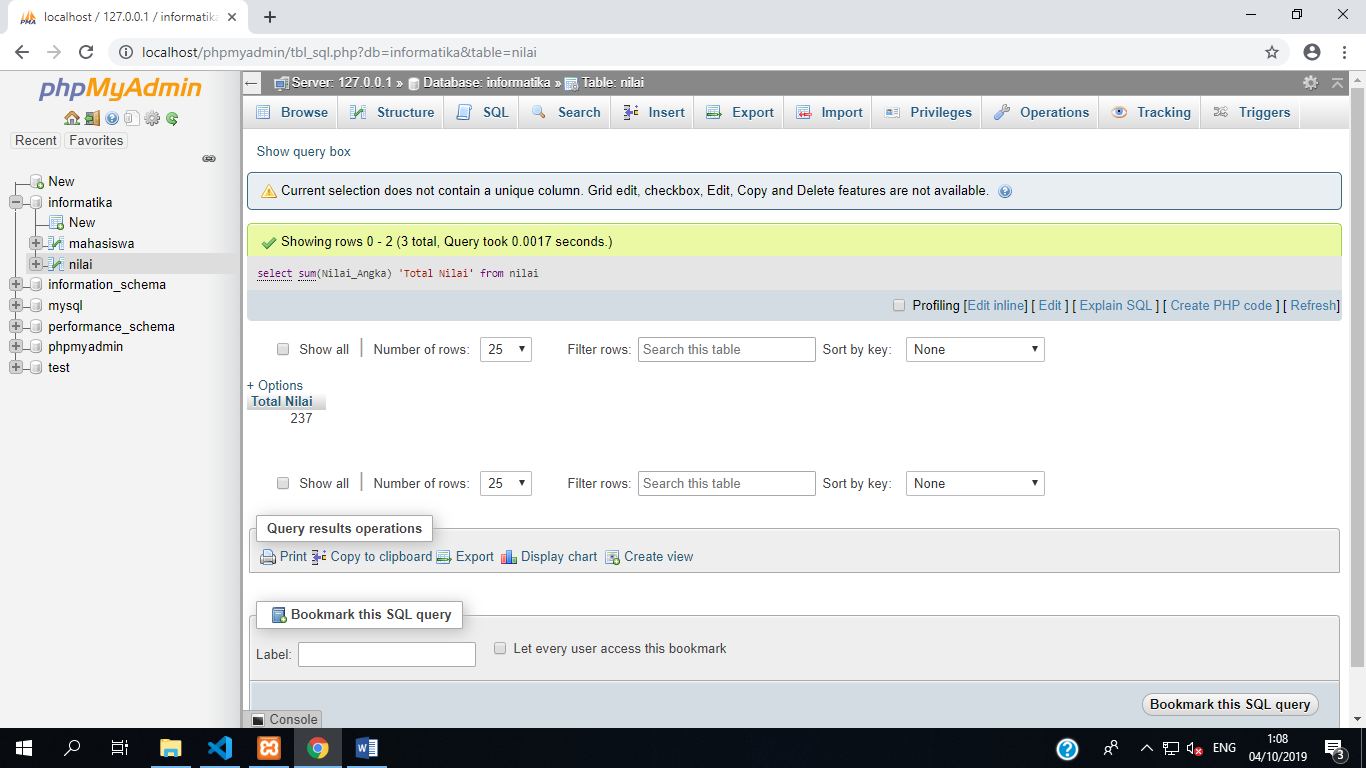 localhost / 127.0.0.1 / informatika
localhost/phpmyadmin/tbl_sql.php?db=informatika&table=nilai
phpMyAdmin
Recent Favorites
New
informatika
New
mahasiswa
nilai
information_schema
mysql
performance_schema
phpmyadmin
test
Server: 127.0.0.1 » Database: informatika » Table: nilai
Browse Structure SQL Search Insert Export Import Privileges Operations Tracking Triggers
Show query box
Current selection does not contain a unique column. Grid edit, checkbox, Edit, Copy and Delete features are not available.
Showing rows 0 - 2 (3 total, Query took 0.0017 seconds.)
select sum(Nilai_Angka) 'Total Nilai' from nilai
Profiling [Edit inline] [ Edit ] [ Explain SQL ] [ Create PHP code ] [ Refresh]
Show all | Number of rows: 25 Filter rows: Search this table Sort by key: None
+ Options
Total Nilai
237
Show all | Number of rows: 25 Filter rows: Search this table Sort by key: None
Query results operations
Print Copy to clipboard Export Display chart Create view
Bookmark this SQL query
Label: Let every user access this bookmark
Bookmark this SQL query
Console
ENG
1:08
04/10/2019
3